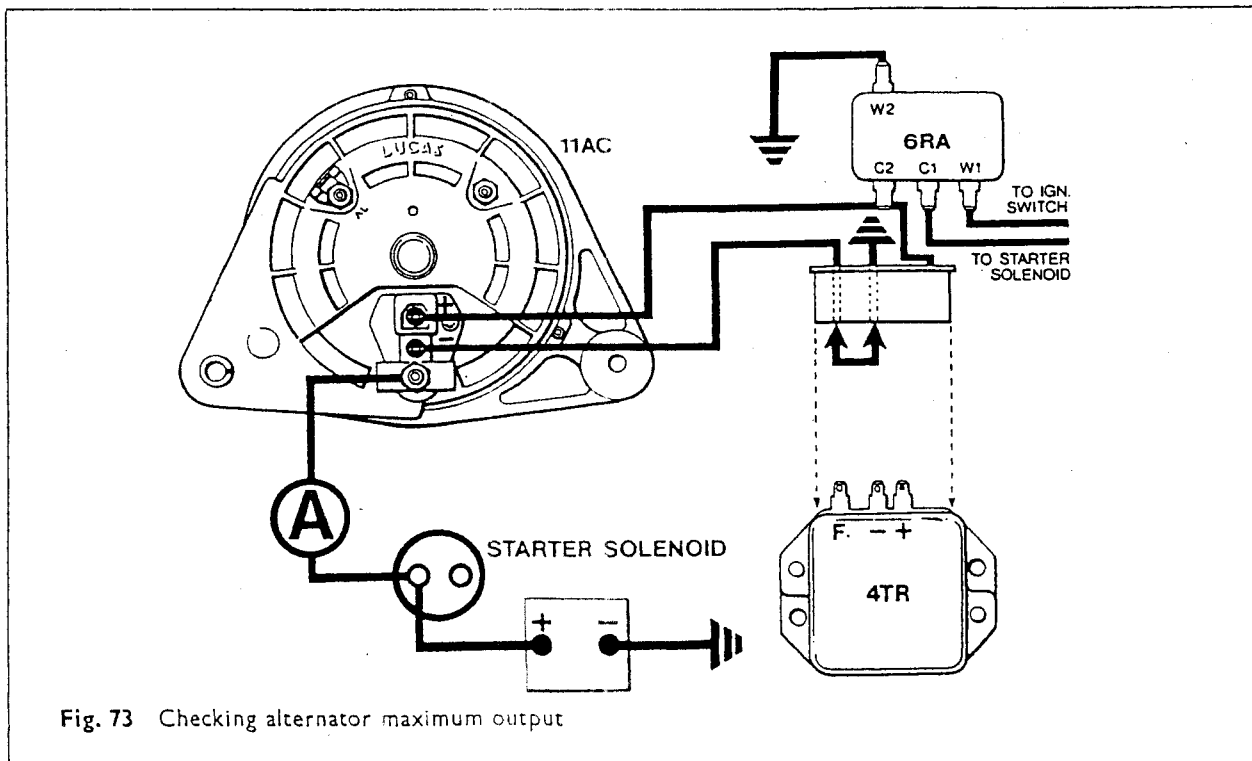 W2
6RA
C2 C1 W1
11AC
LUCAS
TO IGN.
SWITCH
TO STARTER
SOLENOID
+
−
A
STARTER SOLENOID
+ −
F. − +
4TR
Fig. 73 Checking alternator maximum output